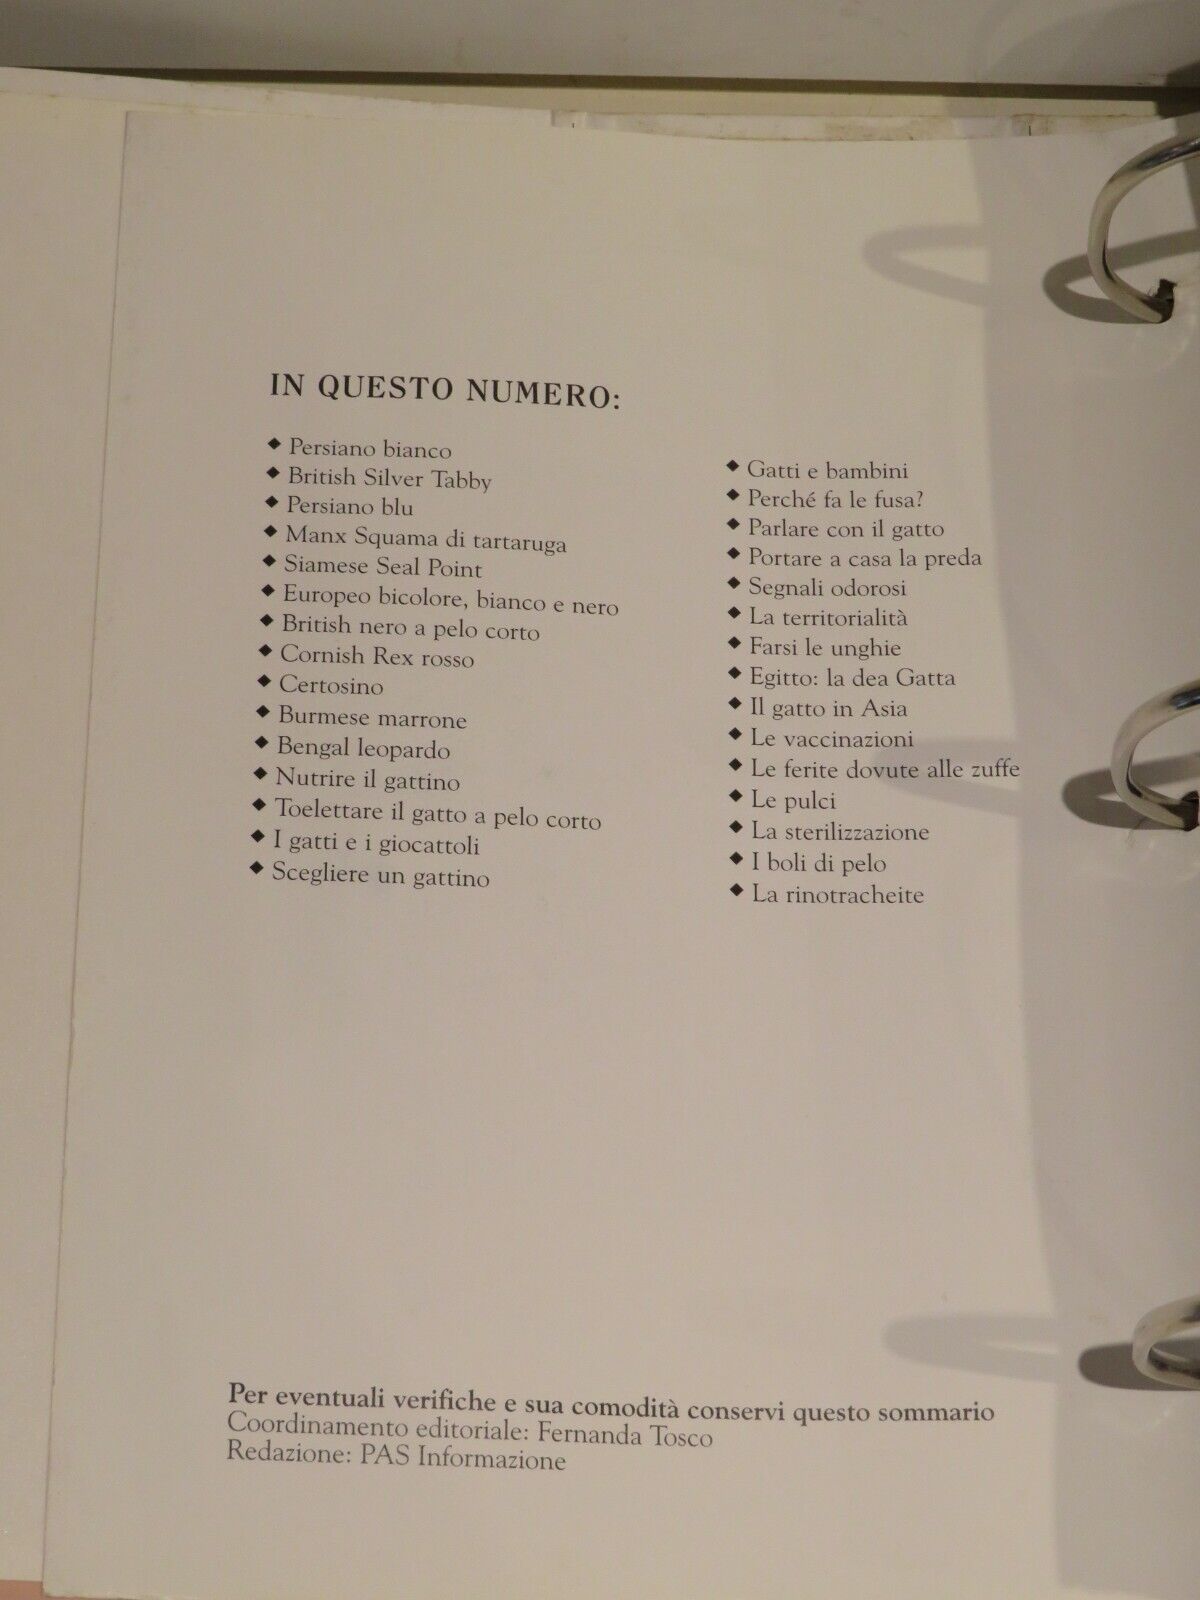 IN QUESTO NUMERO:
◆ Persiano bianco
◆ British Silver Tabby
◆ Persiano blu
◆ Manx Squama di tartaruga
◆ Siamese Seal Point
◆ Europeo bicolore, bianco e nero
◆ British nero a pelo corto
◆ Cornish Rex rosso
◆ Certosino
◆ Burmese marrone
◆ Bengal leopardo
◆ Nutrire il gattino
◆ Toelettare il gatto a pelo corto
◆ I gatti e i giocattoli
◆ Scegliere un gattino
◆ Gatti e bambini
◆ Perché fa le fusa?
◆ Parlare con il gatto
◆ Portare a casa la preda
◆ Segnali odorosi
◆ La territorialità
◆ Farsi le unghie
◆ Egitto: la dea Gatta
◆ Il gatto in Asia
◆ Le vaccinazioni
◆ Le ferite dovute alle zuffe
◆ Le pulci
◆ La sterilizzazione
◆ I boli di pelo
◆ La rinotracheite
Per eventuali verifiche e sua comodità conservi questo sommario
Coordinamento editoriale: Fernanda Tosco
Redazione: PAS Informazione